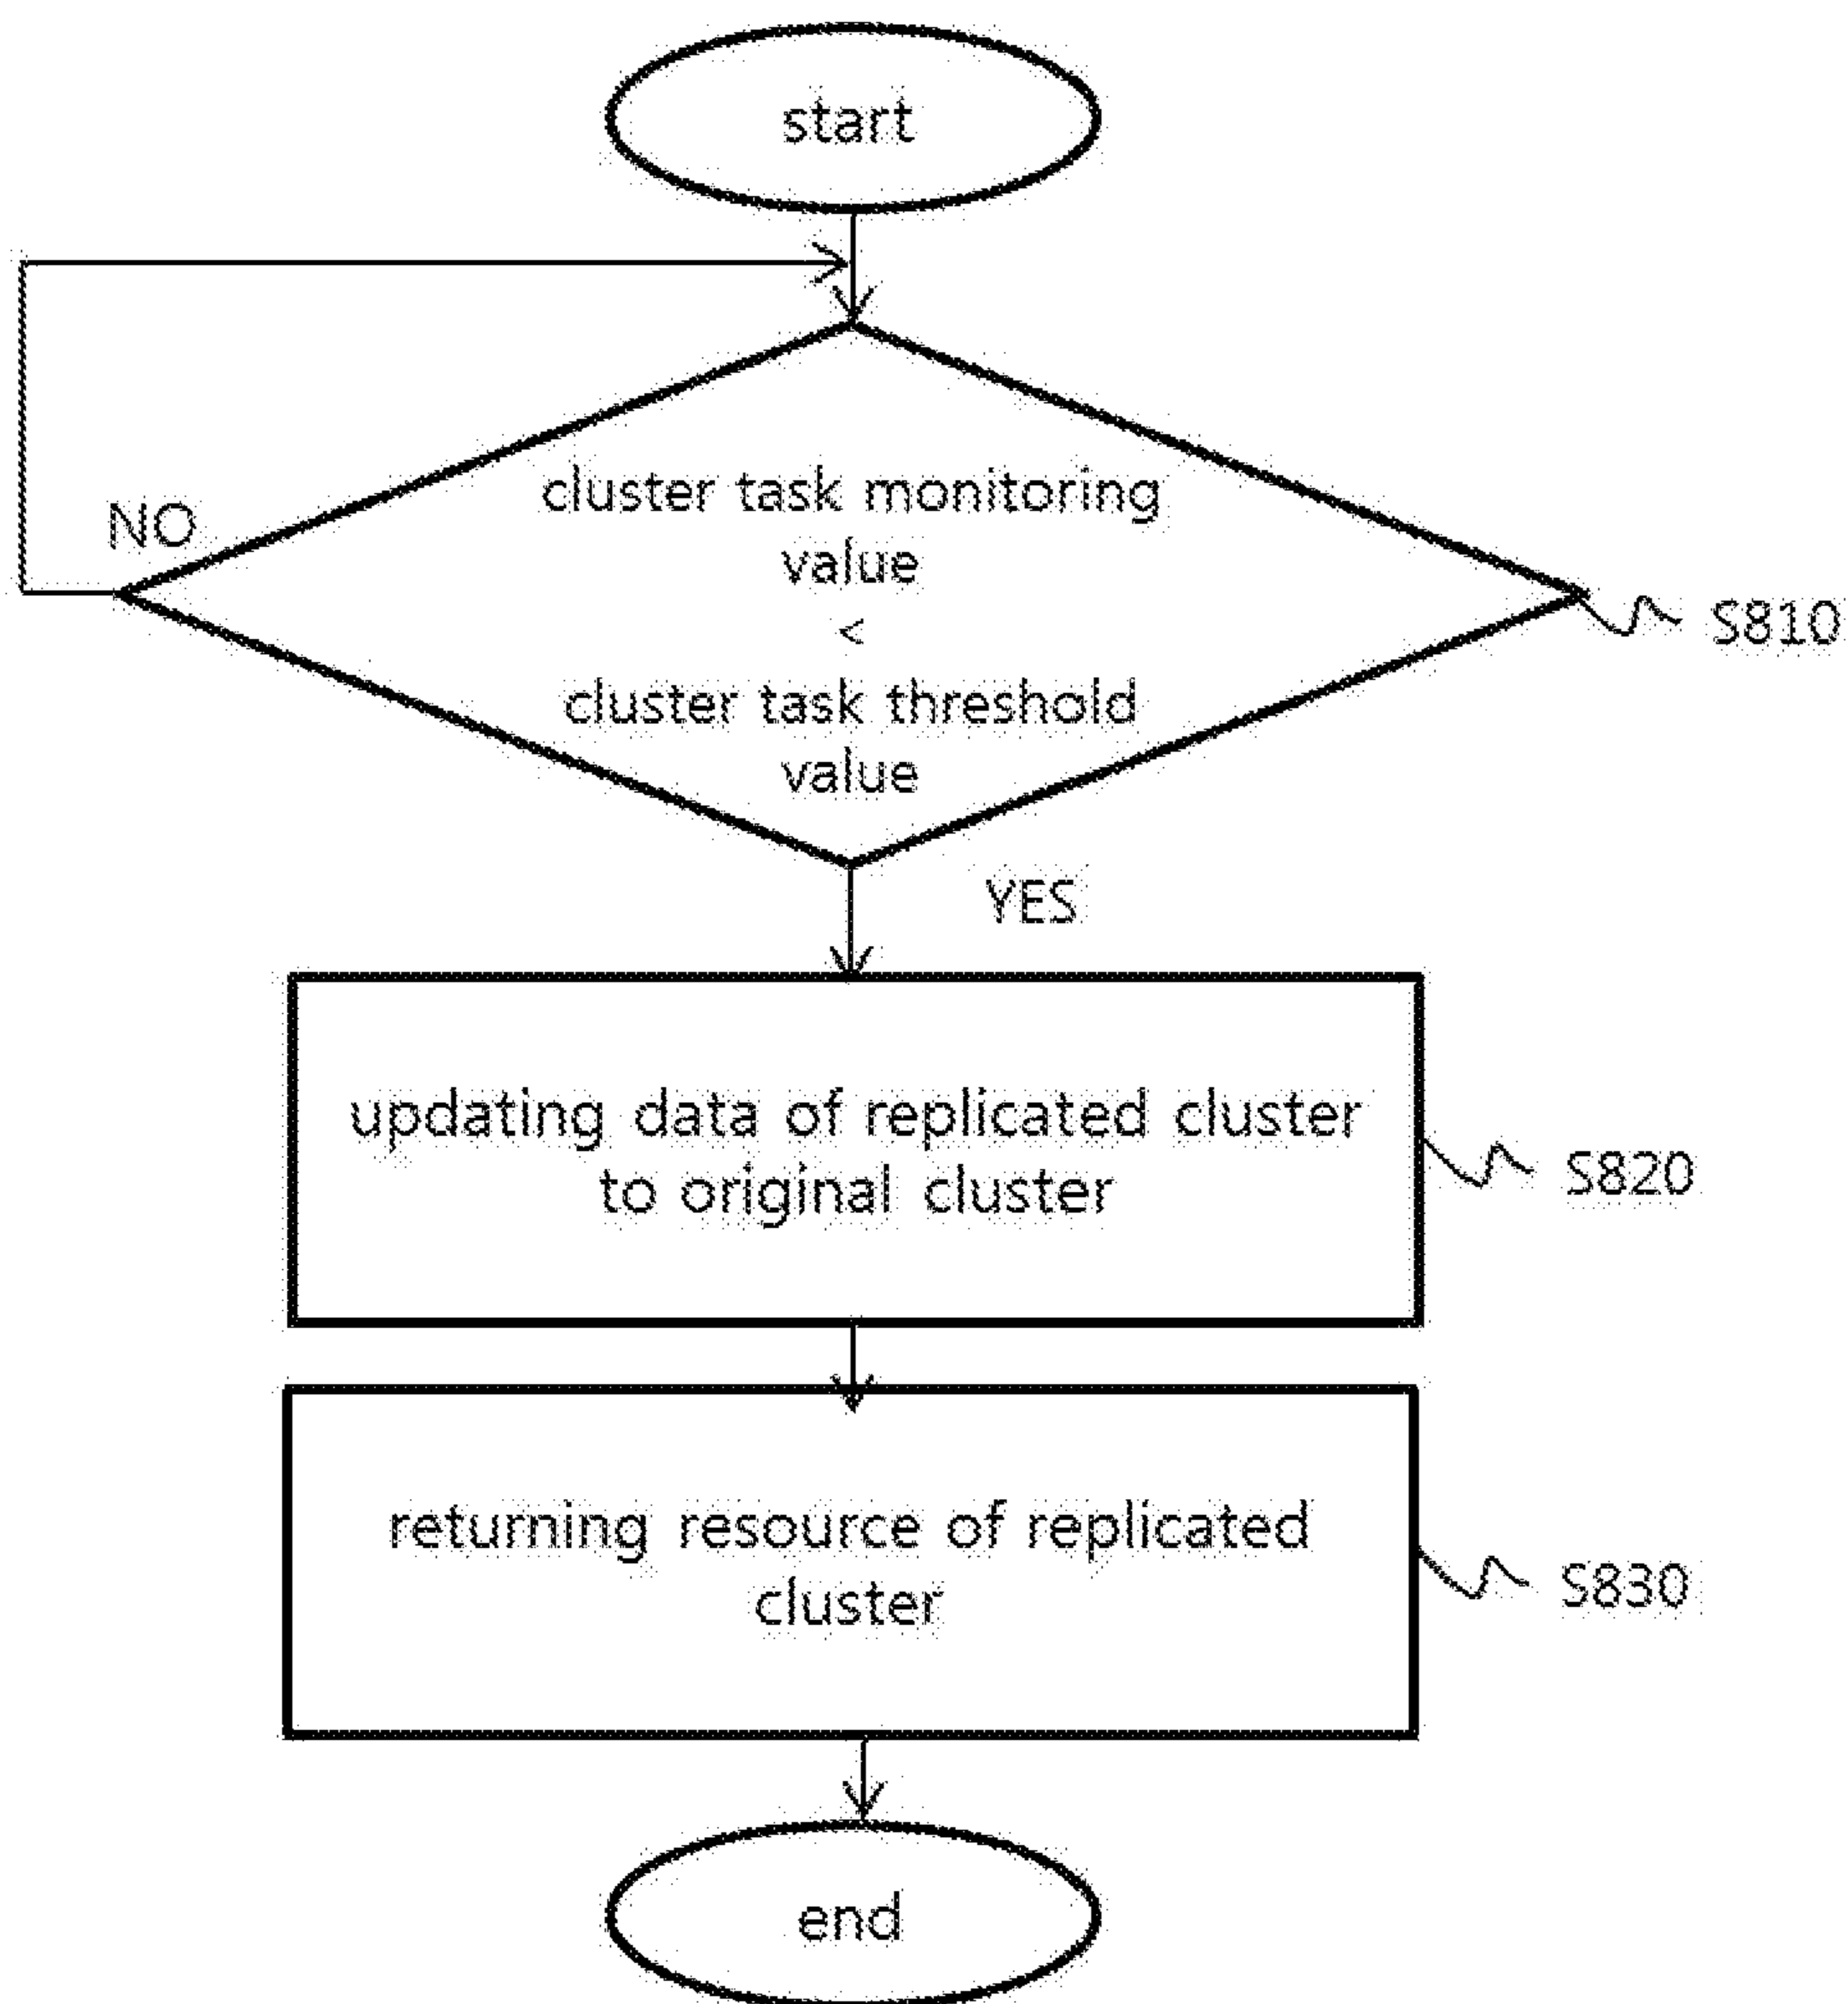 start
cluster task monitoring
value
NO
<
S810
cluster task threshold
value
YES
updating data of replicated cluster
to original cluster
S820
returning resource of replicated
cluster
S830
end